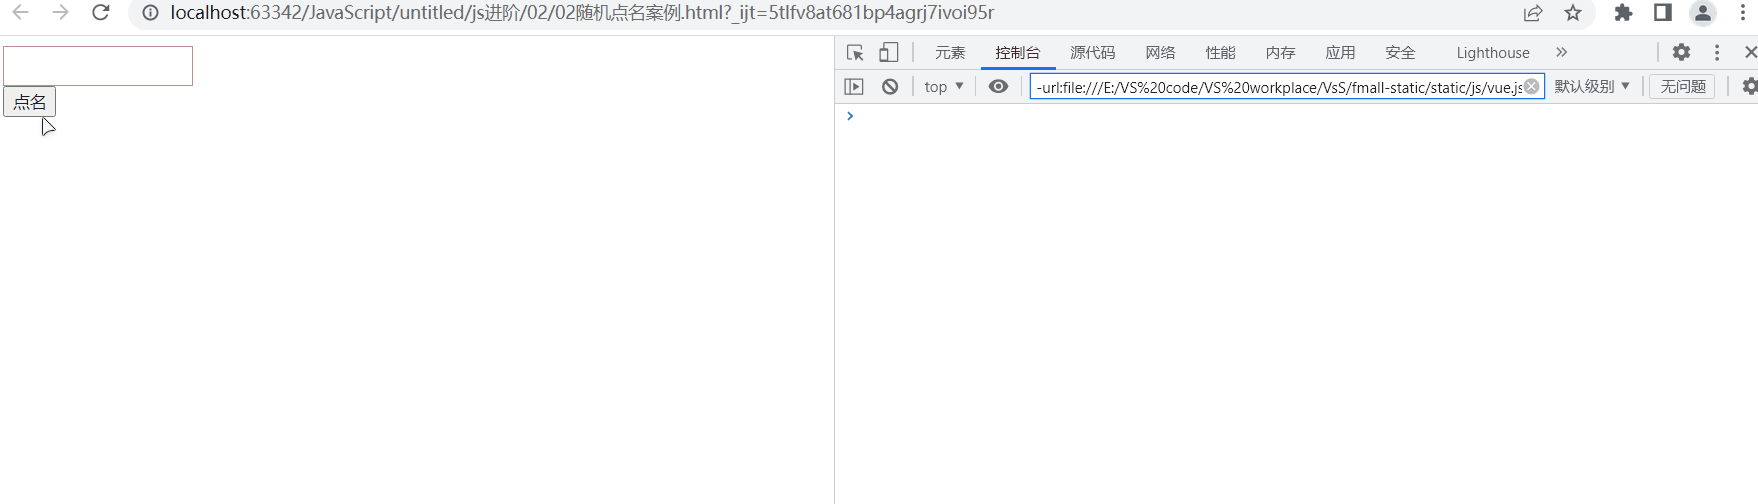 localhost:63342/JavaScript/untitled/js进阶/02/02随机点名案例.html?_ijt=5tlfv8at681bp4agrj7ivoi95r
元素 控制台 源代码 网络 性能 内存 应用 安全 Lighthouse
top -url:file:///E:/VS%20code/VS%20workplace/VsS/fmall-static/static/js/vue.js 默认级别 无问题
点名